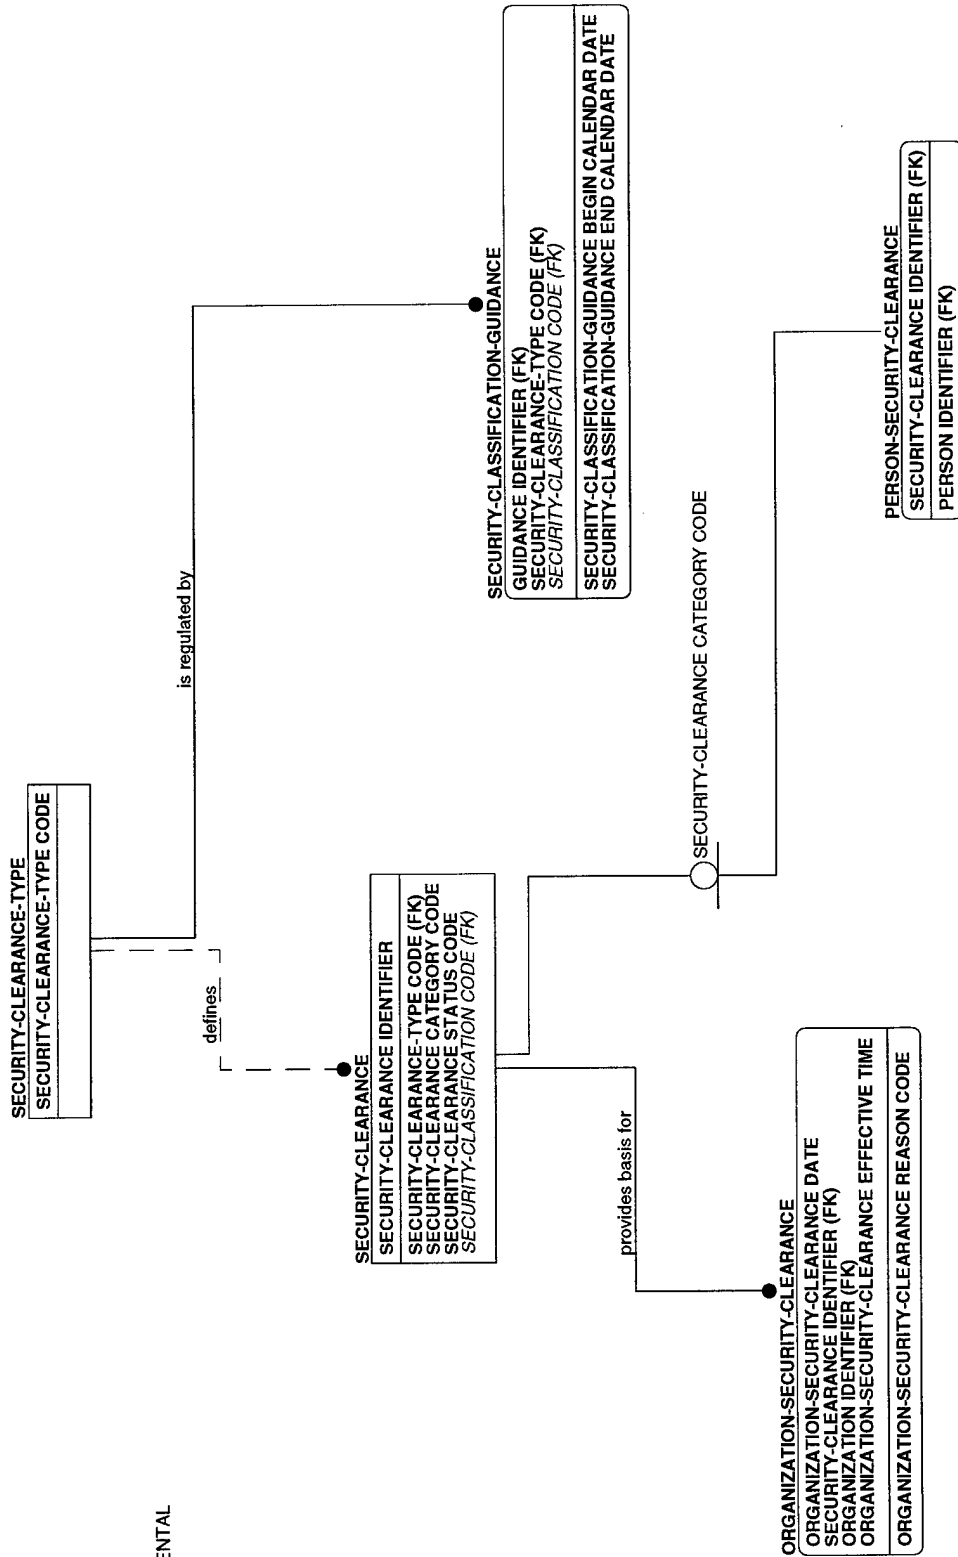 SECURITY-CLEARANCE-TYPE
SECURITY-CLEARANCE-TYPE CODE
defines
is regulated by
SECURITY-CLEARANCE
SECURITY-CLEARANCE IDENTIFIER
SECURITY-CLEARANCE-TYPE CODE (FK)
SECURITY-CLEARANCE CATEGORY CODE
SECURITY-CLEARANCE STATUS CODE
SECURITY-CLASSIFICATION CODE (FK)
SECURITY-CLASSIFICATION-GUIDANCE
GUIDANCE IDENTIFIER (FK)
SECURITY-CLEARANCE-TYPE CODE (FK)
SECURITY-CLASSIFICATION CODE (FK)
SECURITY-CLASSIFICATION-GUIDANCE BEGIN CALENDAR DATE
SECURITY-CLASSIFICATION-GUIDANCE END CALENDAR DATE
provides basis for
SECURITY-CLEARANCE CATEGORY CODE
ORGANIZATION-SECURITY-CLEARANCE
ORGANIZATION-SECURITY-CLEARANCE DATE
SECURITY-CLEARANCE IDENTIFIER (FK)
ORGANIZATION IDENTIFIER (FK)
ORGANIZATION-SECURITY-CLEARANCE EFFECTIVE TIME
ORGANIZATION-SECURITY-CLEARANCE REASON CODE
PERSON-SECURITY-CLEARANCE
SECURITY-CLEARANCE IDENTIFIER (FK)
PERSON IDENTIFIER (FK)
ENTAL